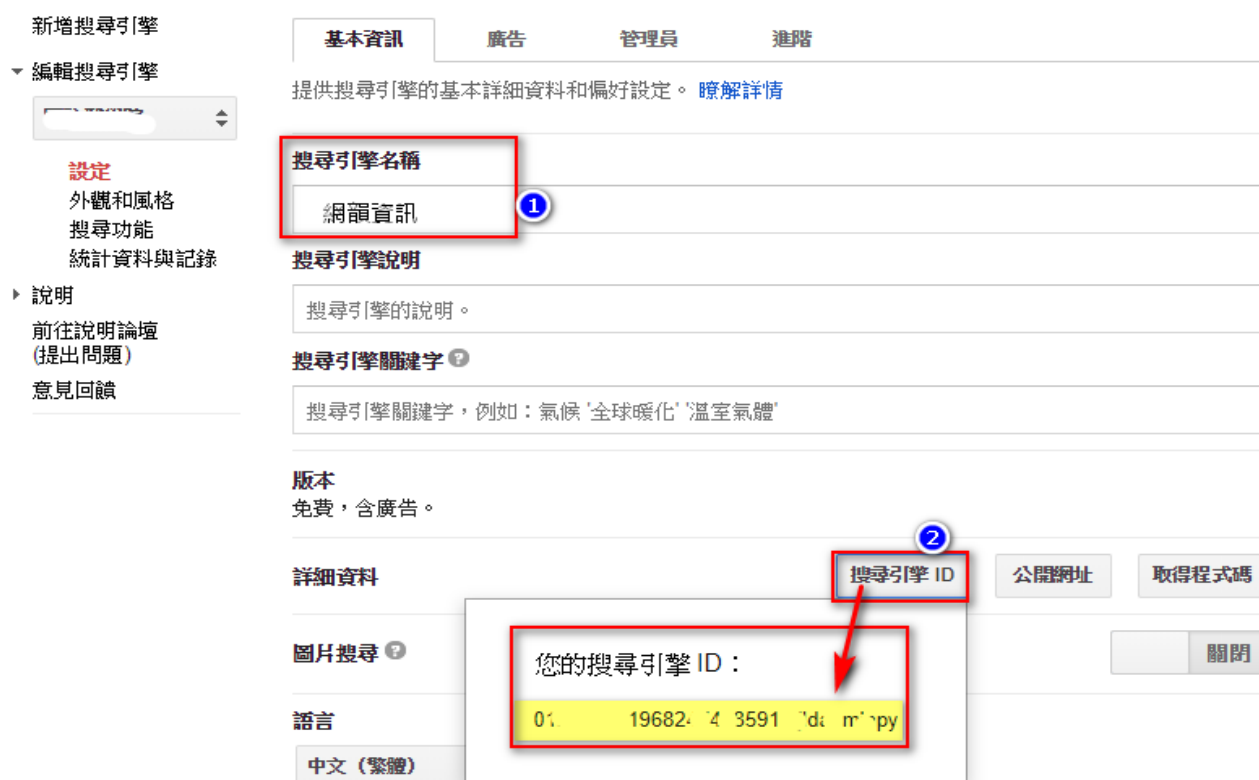 新增搜尋引擎
編輯搜尋引擎
設定
外觀和風格
搜尋功能
統計資料與記錄
說明
前往說明論壇
(提出問題)
意見回饋
基本資訊 廣告 管理員 進階
提供搜尋引擎的基本詳細資料和偏好設定。 瞭解詳情
搜尋引擎名稱
網韻資訊
1
搜尋引擎說明
搜尋引擎的說明。
搜尋引擎關鍵字 ?
搜尋引擎關鍵字,例如:氣候 "全球暖化" "溫室氣體"
版本
免費,含廣告。
2
詳細資料 搜尋引擎 ID 公開網址 取得程式碼
圖片搜尋 ? 關閉
您的搜尋引擎 ID:
語言
中文（繁體）